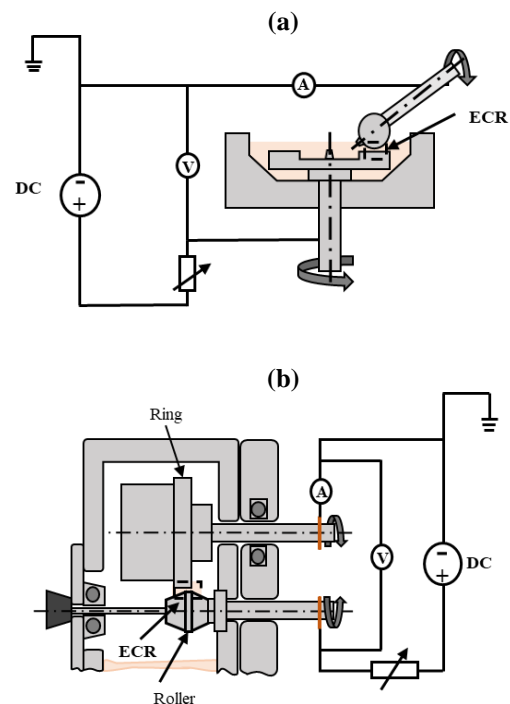 (a)
A
ECR
V
DC
-
+
(b)
Ring
A
V
+
-
DC
ECR
Roller